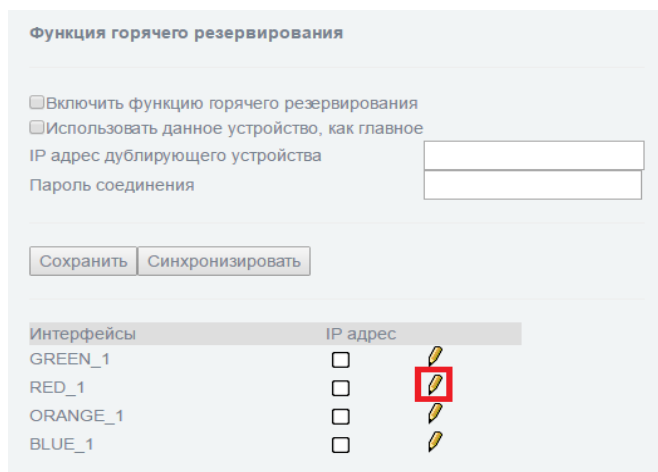 Функция горячего резервирования
Включить функцию горячего резервирования
Использовать данное устройство, как главное
IP адрес дублирующего устройства
Пароль соединения
Сохранить Синхронизировать
Интерфейсы IP адрес
GREEN_1
RED_1
ORANGE_1
BLUE_1